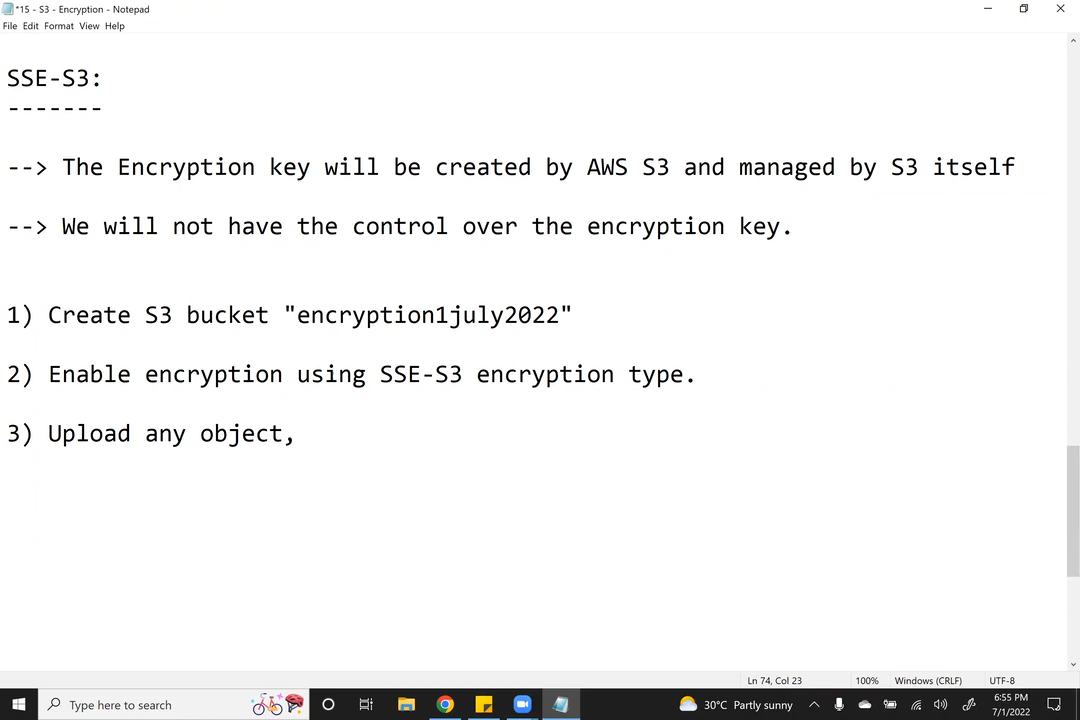 *15 - S3 - Encryption - Notepad
File Edit Format View Help
SSE-S3:
-------
--> The Encryption key will be created by AWS S3 and managed by S3 itself
--> We will not have the control over the encryption key.
1) Create S3 bucket "encryption1july2022"
2) Enable encryption using SSE-S3 encryption type.
3) Upload any object,
Ln 74, Col 23
100%
Windows (CRLF)
UTF-8
Type here to search
30°C Partly sunny
6:55 PM
7/1/2022